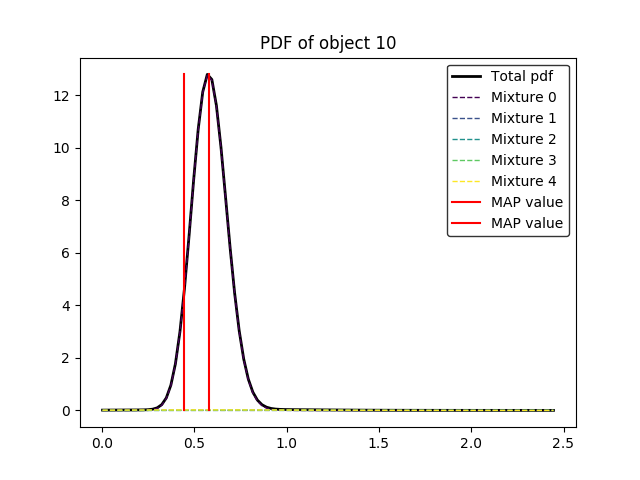 PDF of object 10
Total pdf
Mixture 0
Mixture 1
Mixture 2
Mixture 3
Mixture 4
MAP value
MAP value
12
10
8
6
4
2
0
0.0 0.5 1.0 1.5 2.0 2.5